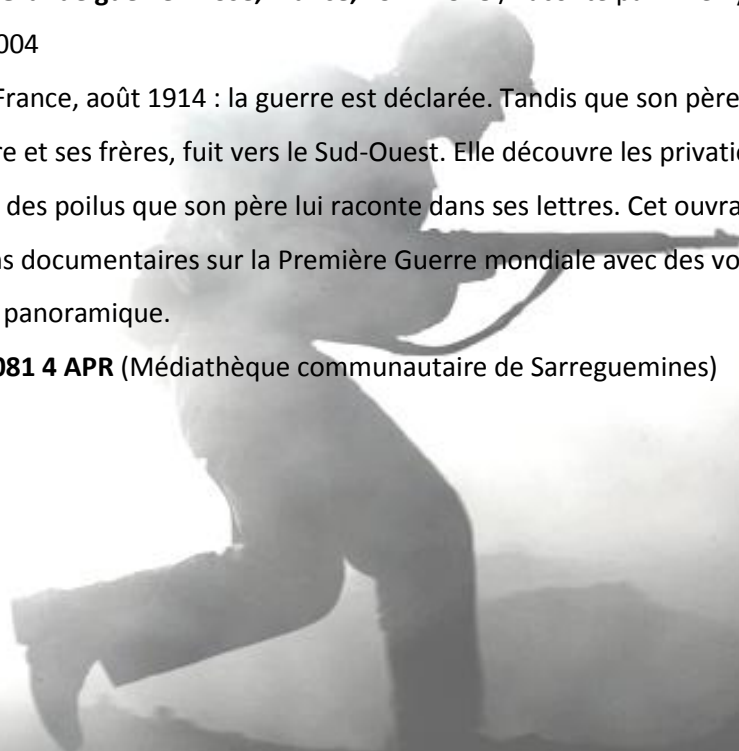 004
France, août 1914 : la guerre est déclarée. Tandis que son père
re et ses frères, fuit vers le Sud-Ouest. Elle découvre les privatio
des poilus que son père lui raconte dans ses lettres. Cet ouvra
ns documentaires sur la Première Guerre mondiale avec des vo
panoramique.
081 4 APR (Médiathèque communautaire de Sarreguemines)